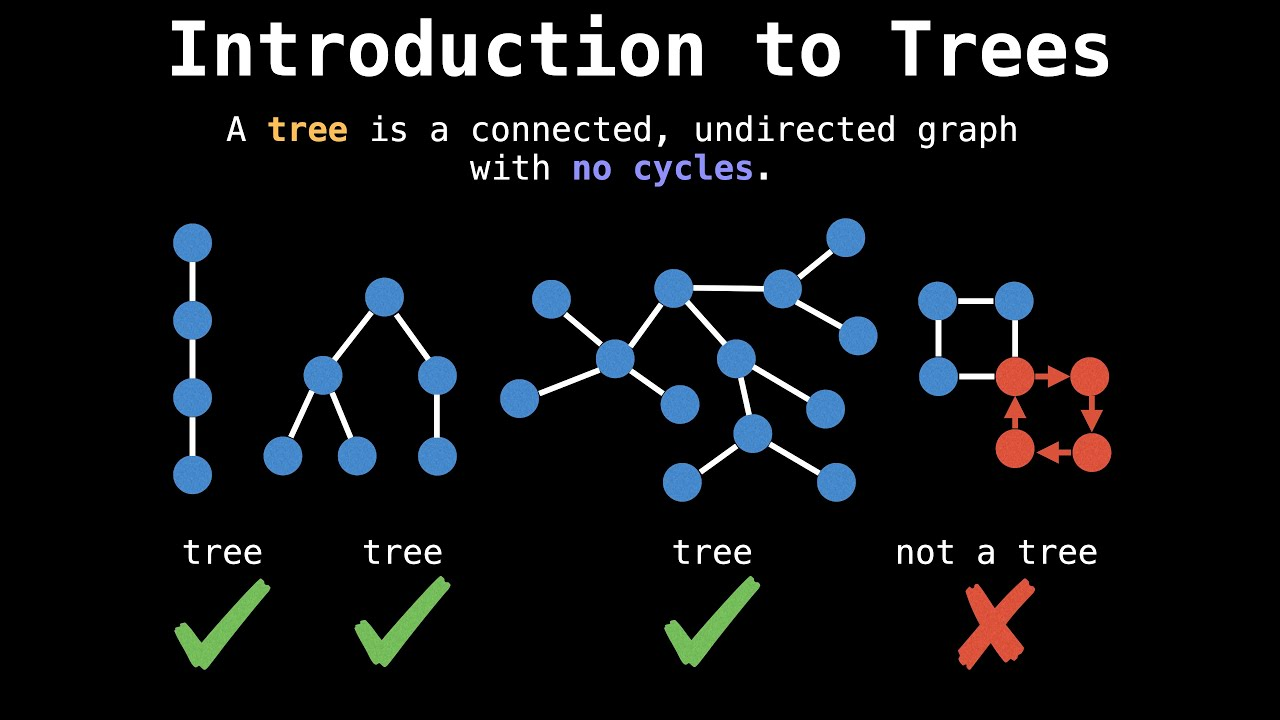 Introduction to Trees
A tree is a connected, undirected graph
with no cycles.
tree
tree
tree
not a tree